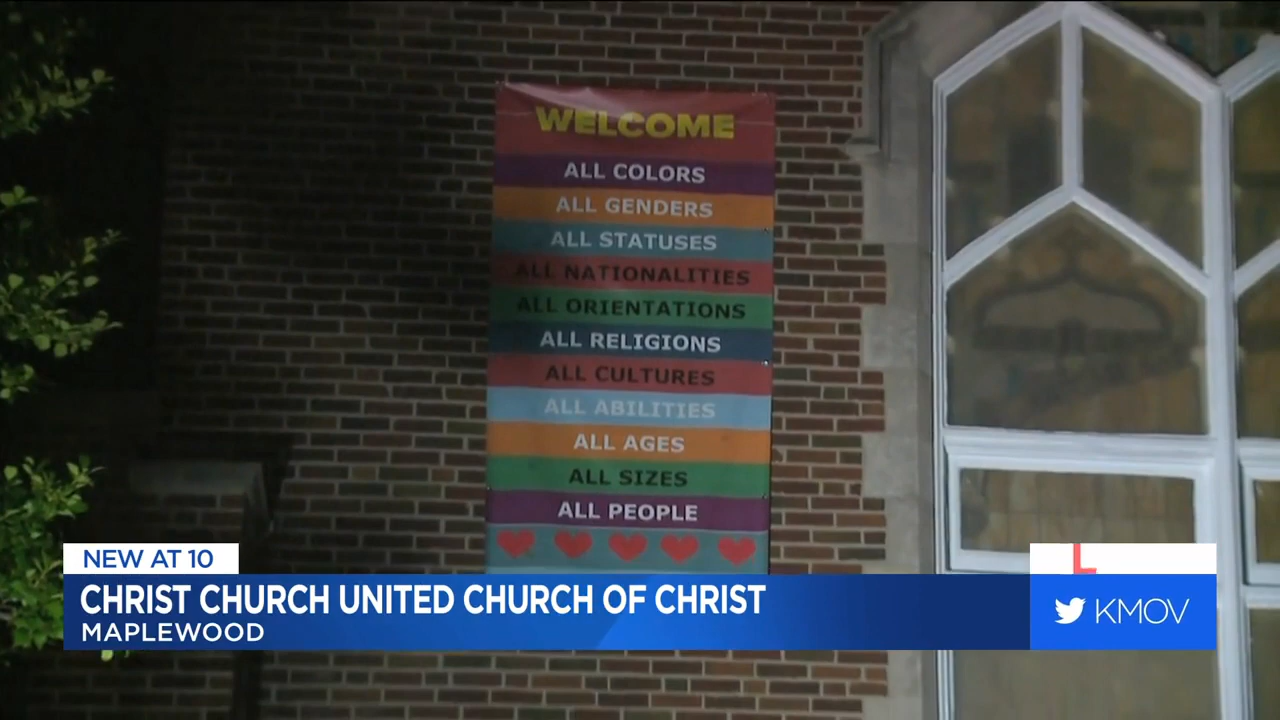 WELCOME
ALL COLORS
ALL GENDERS
ALL STATUSES
ALL NATIONALITIES
ALL ORIENTATIONS
ALL RELIGIONS
ALL CULTURES
ALL ABILITIES
ALL AGES
ALL SIZES
ALL PEOPLE
NEW AT 10
CHRIST CHURCH UNITED CHURCH OF CHRIST
MAPLEWOOD
KMOV